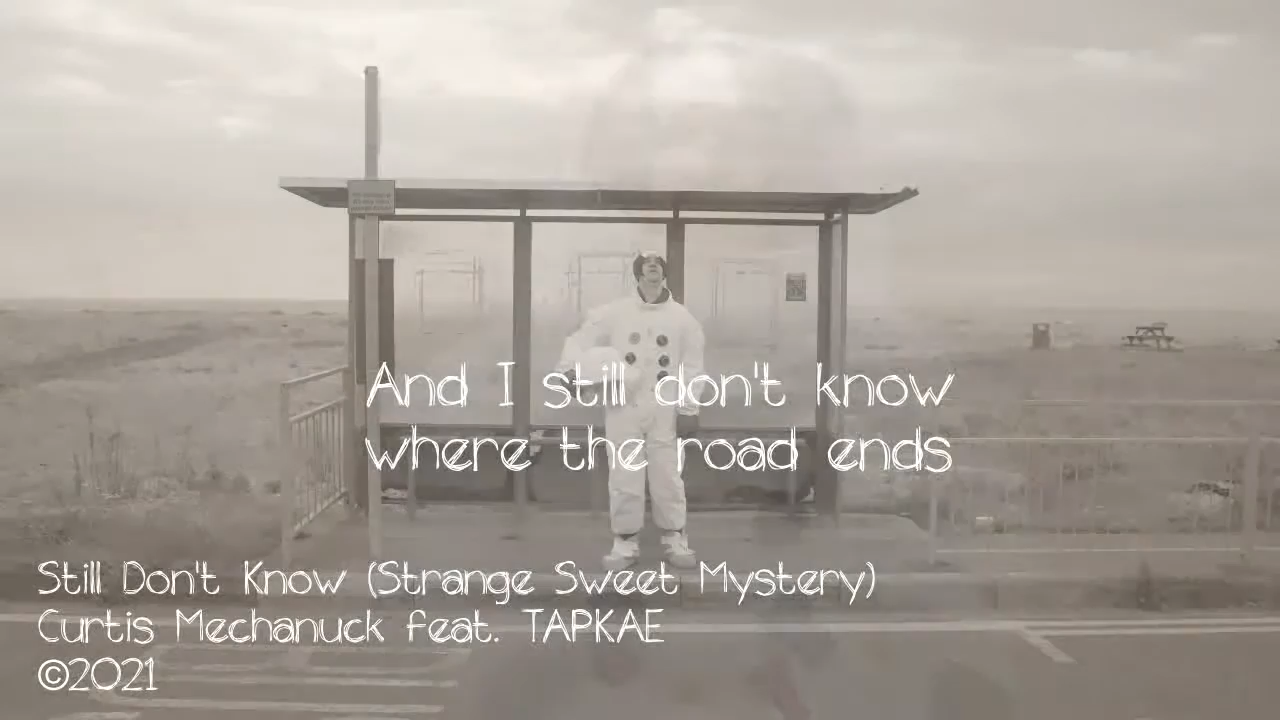 And I still don't know
where the road ends
Still Don't Know (Strange Sweet Mystery)
Curtis Mechanuck feat. TAPKAE
©2021